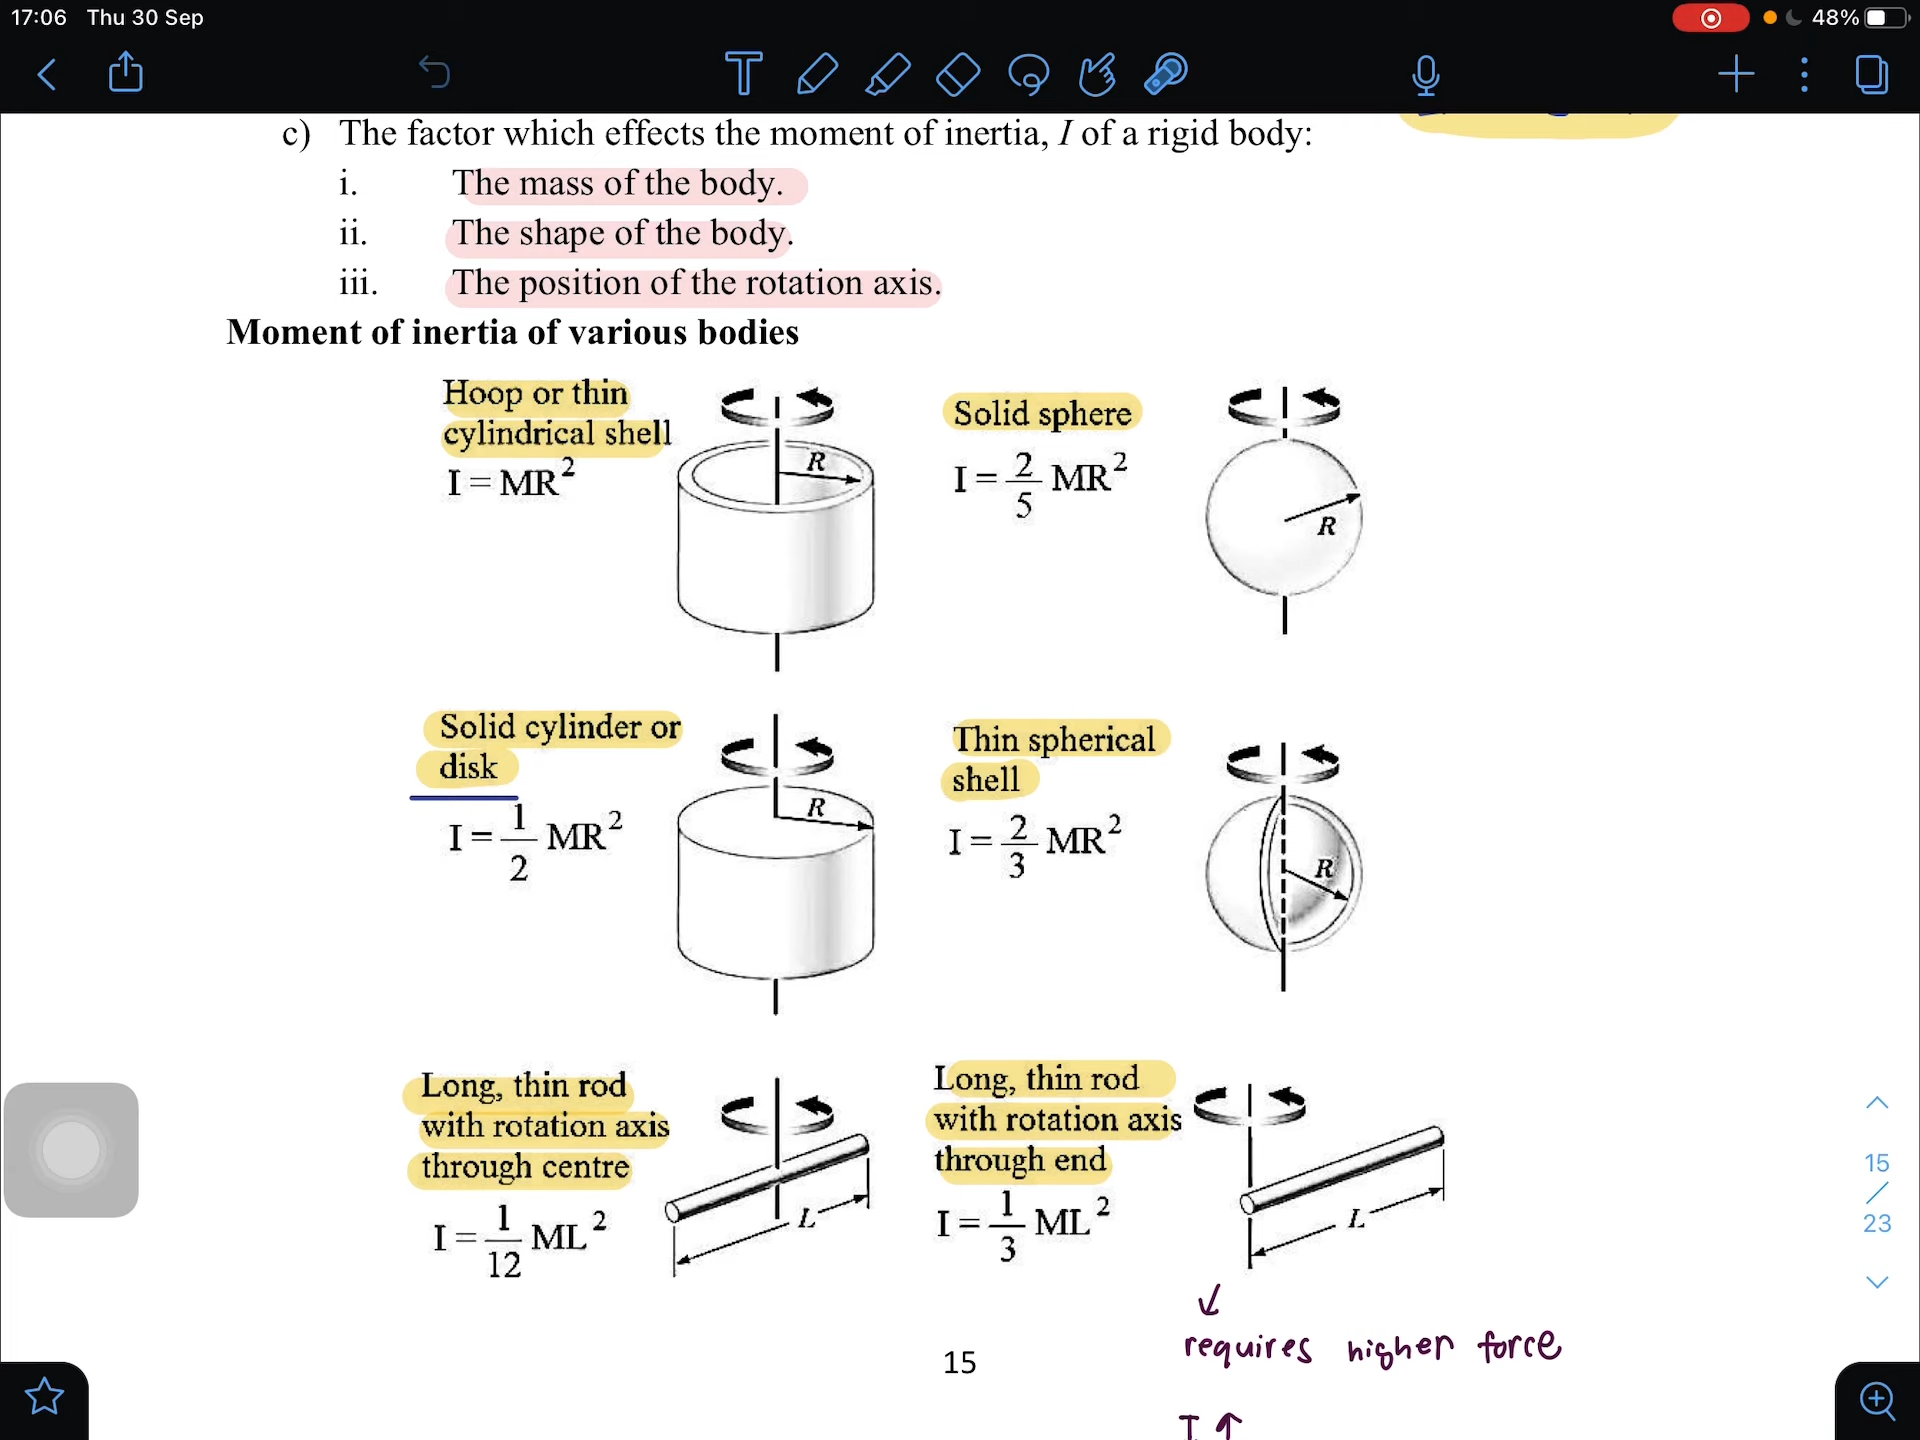 17:06 Thu 30 Sep
48%
T
c) The factor which effects the moment of inertia, I of a rigid body:
i. The mass of the body.
ii. The shape of the body.
iii. The position of the rotation axis.
Moment of inertia of various bodies
Hoop or thin
cylindrical shell
I = MR²
R
Solid sphere
I = 2/5 MR²
R
Solid cylinder or
disk
I = 1/2 MR²
R
Thin spherical
shell
I = 2/3 MR²
R
Long, thin rod
with rotation axis
through centre
I = 1/12 ML²
L
Long, thin rod
with rotation axis
through end
I = 1/3 ML²
L
15
/
23
requires higher force
15
I ↑